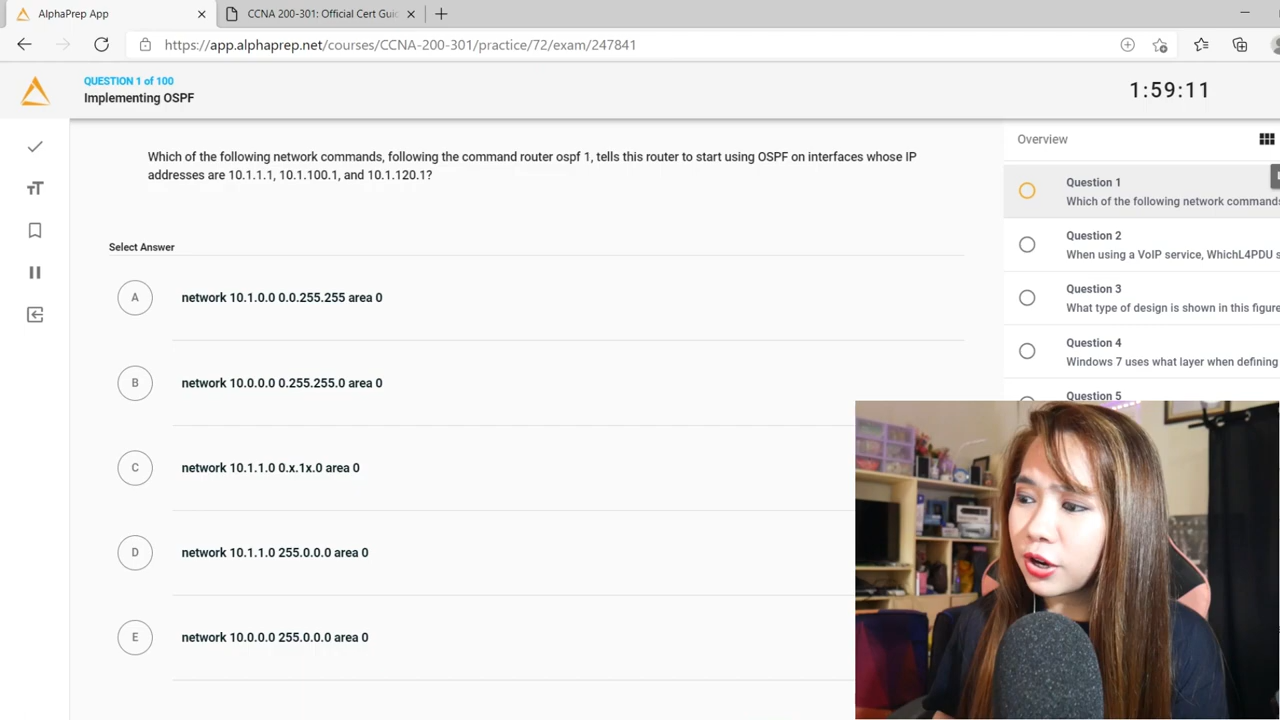 AlphaPrep App
CCNA 200-301: Official Cert Guid
https://app.alphaprep.net/courses/CCNA-200-301/practice/72/exam/247841
QUESTION 1 of 100
Implementing OSPF
1:59:11
Which of the following network commands, following the command router ospf 1, tells this router to start using OSPF on interfaces whose IP
addresses are 10.1.1.1, 10.1.100.1, and 10.1.120.1?
Select Answer
A network 10.1.0.0 0.0.255.255 area 0
B network 10.0.0.0 0.255.255.0 area 0
C network 10.1.1.0 0.x.1x.0 area 0
D network 10.1.1.0 255.0.0.0 area 0
E network 10.0.0.0 255.0.0.0 area 0
Overview
Question 1
Which of the following network commands
Question 2
When using a VoIP service, WhichL4PDU s
Question 3
What type of design is shown in this figure
Question 4
Windows 7 uses what layer when defining
Question 5